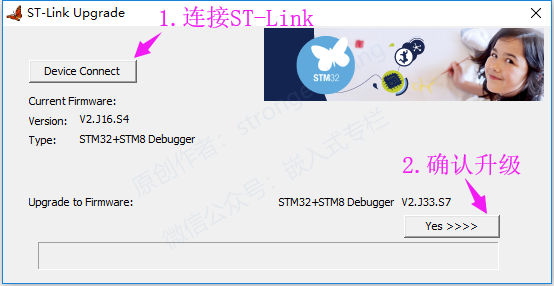 ST-Link Upgrade
1.连接ST-Link
Device Connect
STM32
Current Firmware:
Version: V2.J16.S4
Type: STM32+STM8 Debugger
原创作者：strongerHuang
微信公众号：嵌入式专栏
2.确认升级
Upgrade to Firmware: STM32+STM8 Debugger V2.J33.S7
Yes >>>>